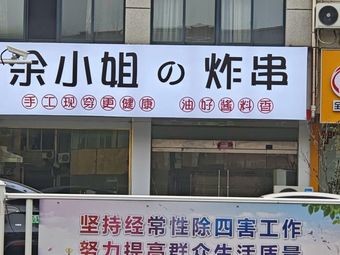 余小姐の炸串
手工现穿更健康 油好酱料香
坚持经常性除四害工作
努力提高群众生活质量